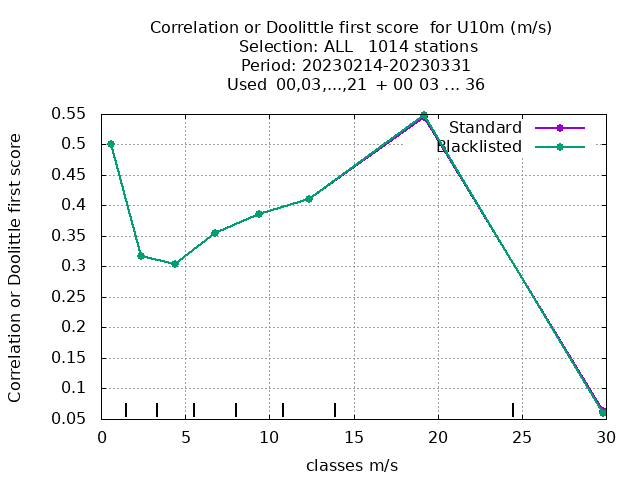 Correlation or Doolittle first score  for U10m (m/s)
Selection: ALL   1014 stations
Period: 20230214-20230331
Used  00,03,...,21  + 00 03 ... 36
Correlation or Doolittle first score
0.55
0.5
0.45
0.4
0.35
0.3
0.25
0.2
0.15
0.1
0.05
Standard
Blacklisted
0 5 10 15 20 25 30
classes m/s